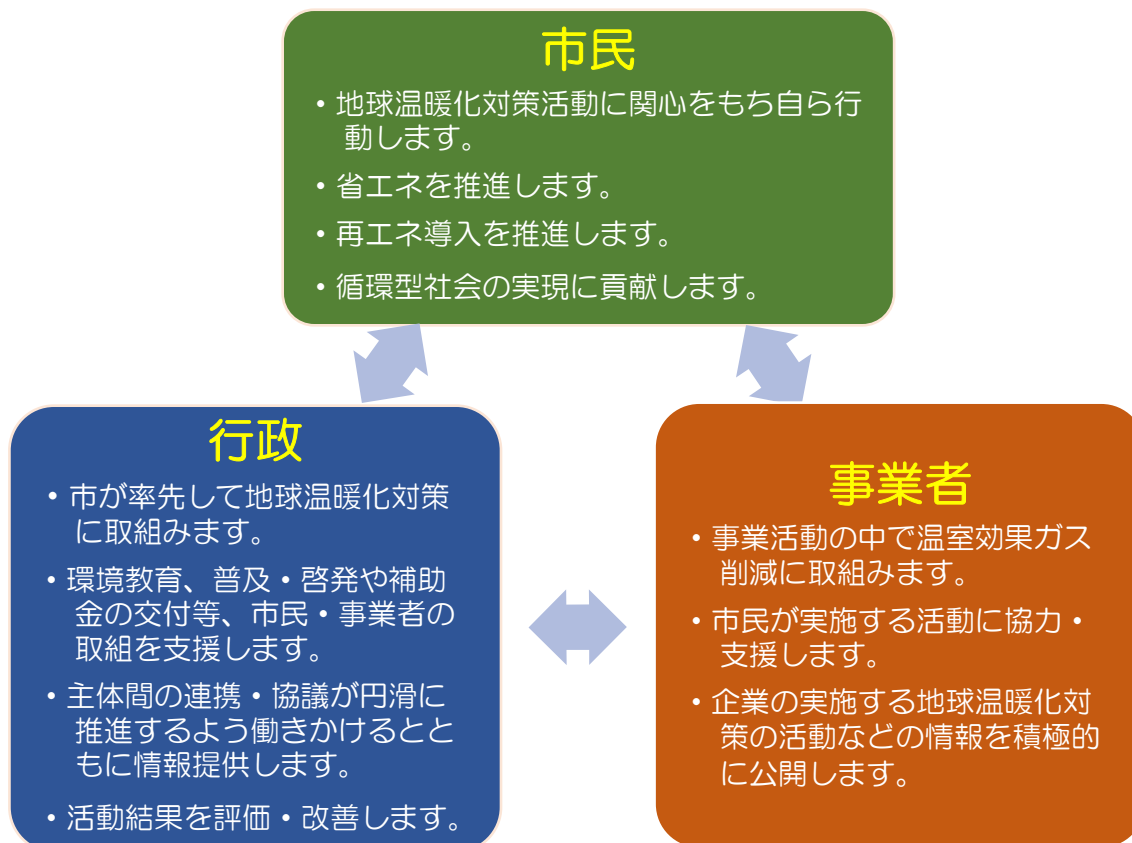 市民
・地球温暖化対策活動に関心をもち自ら行
動します。
・省エネを推進します。
・再エネ導入を推進します。
・循環型社会の実現に貢献します。
行政
・市が率先して地球温暖化対策
に取組みます。
・環境教育、普及・啓発や補助
金の交付等、市民・事業者の
取組を支援します。
・主体間の連携・協議が円滑に
推進するよう働きかけるとと
もに情報提供します。
・活動結果を評価・改善します。
事業者
・事業活動の中で温室効果ガス
削減に取組みます。
・市民が実施する活動に協力・
支援します。
・企業の実施する地球温暖化対
策の活動などの情報を積極的
に公開します。